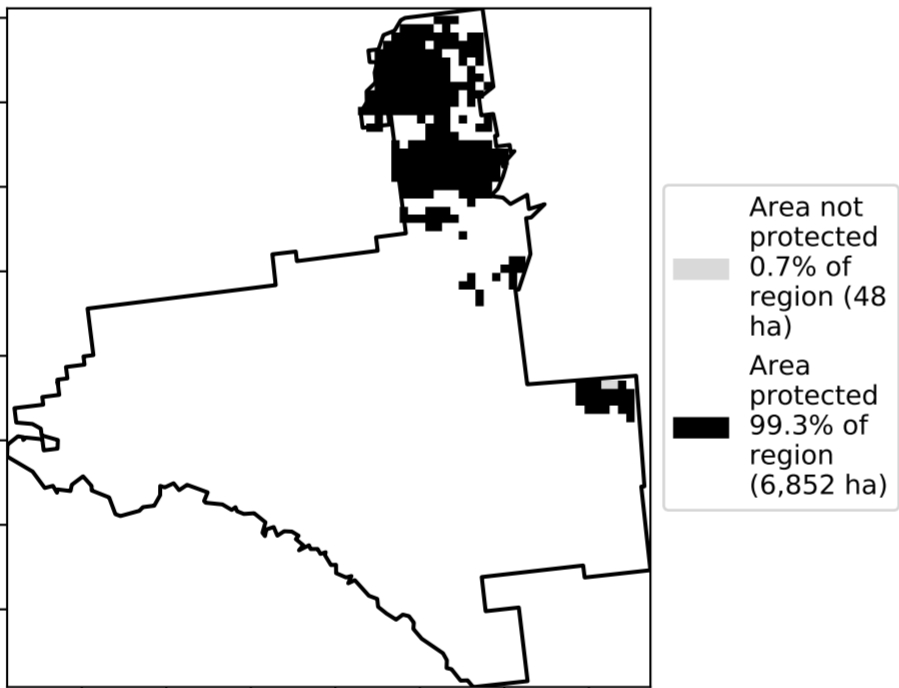 Area not
protected
0.7% of
region (48
ha)
Area
protected
99.3% of
region
(6,852 ha)